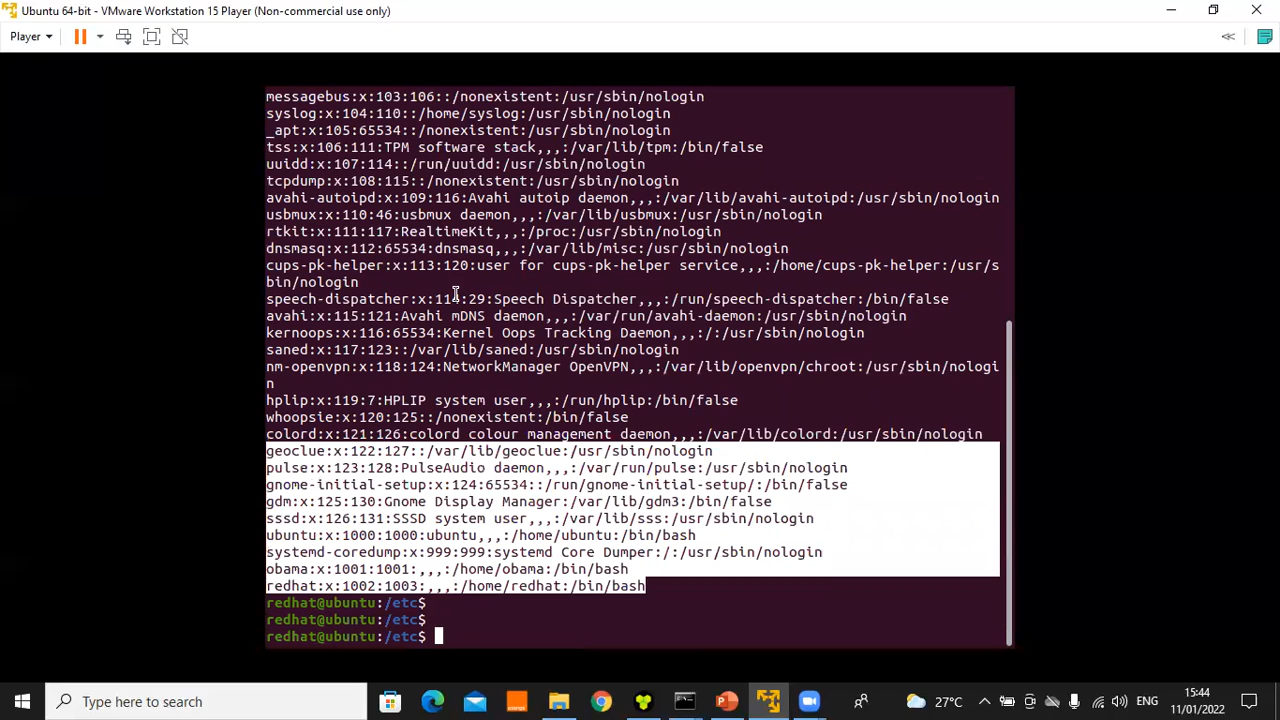 Ubuntu 64-bit - VMware Workstation 15 Player (Non-commercial use only)
Player
messagebus:x:103:106::/nonexistent:/usr/sbin/nologin
syslog:x:104:110::/home/syslog:/usr/sbin/nologin
_apt:x:105:65534::/nonexistent:/usr/sbin/nologin
tss:x:106:111:TPM software stack,,,:/var/lib/tpm:/bin/false
uuidd:x:107:114::/run/uuidd:/usr/sbin/nologin
tcpdump:x:108:115::/nonexistent:/usr/sbin/nologin
avahi-autoipd:x:109:116:Avahi autoip daemon,,,:/var/lib/avahi-autoipd:/usr/sbin/nologin
usbmux:x:110:46:usbmux daemon,,,:/var/lib/usbmux:/usr/sbin/nologin
rtkit:x:111:117:RealtimeKit,,,:/proc:/usr/sbin/nologin
dnsmasq:x:112:65534:dnsmasq,,,:/var/lib/misc:/usr/sbin/nologin
cups-pk-helper:x:113:120:user for cups-pk-helper service,,,:/home/cups-pk-helper:/usr/s
bin/nologin
speech-dispatcher:x:114:29:Speech Dispatcher,,,:/run/speech-dispatcher:/bin/false
avahi:x:115:121:Avahi mDNS daemon,,,:/var/run/avahi-daemon:/usr/sbin/nologin
kernoops:x:116:65534:Kernel Oops Tracking Daemon,,,:/:/usr/sbin/nologin
saned:x:117:123::/var/lib/saned:/usr/sbin/nologin
nm-openvpn:x:118:124:NetworkManager OpenVPN,,,:/var/lib/openvpn/chroot:/usr/sbin/nologi
n
hplip:x:119:7:HPLIP system user,,,:/run/hplip:/bin/false
whoopsie:x:120:125::/nonexistent:/bin/false
colord:x:121:126:colord colour management daemon,,,:/var/lib/colord:/usr/sbin/nologin
geoclue:x:122:127::/var/lib/geoclue:/usr/sbin/nologin
pulse:x:123:128:PulseAudio daemon,,,:/var/run/pulse:/usr/sbin/nologin
gnome-initial-setup:x:124:65534::/run/gnome-initial-setup/:/bin/false
gdm:x:125:130:Gnome Display Manager:/var/lib/gdm3:/bin/false
sssd:x:126:131:SSSD system user,,,:/var/lib/sss:/usr/sbin/nologin
ubuntu:x:1000:1000:ubuntu,,,:/home/ubuntu:/bin/bash
systemd-coredump:x:999:999:systemd Core Dumper:/:/usr/sbin/nologin
obama:x:1001:1001:,,,:/home/obama:/bin/bash
redhat:x:1002:1003:,,,:/home/redhat:/bin/bash
redhat@ubuntu:/etc$
redhat@ubuntu:/etc$
redhat@ubuntu:/etc$
Type here to search
27°C
ENG
15:44
11/01/2022